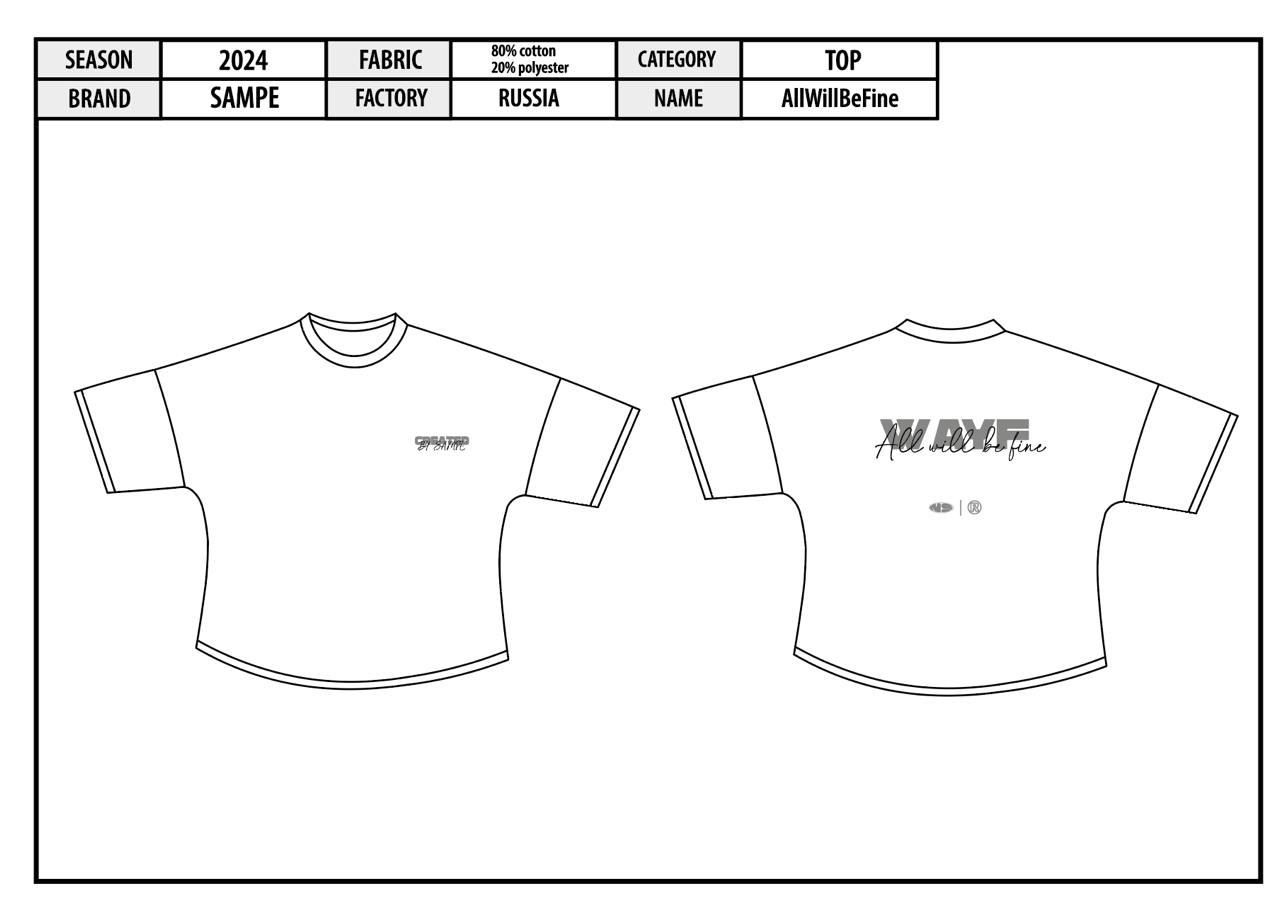 SEASON 2024 FABRIC 80% cotton 20% polyester CATEGORY TOP
BRAND SAMPE FACTORY RUSSIA NAME AllWillBeFine
CREATED
BY SAMPE
WAYF
All will be fine
®